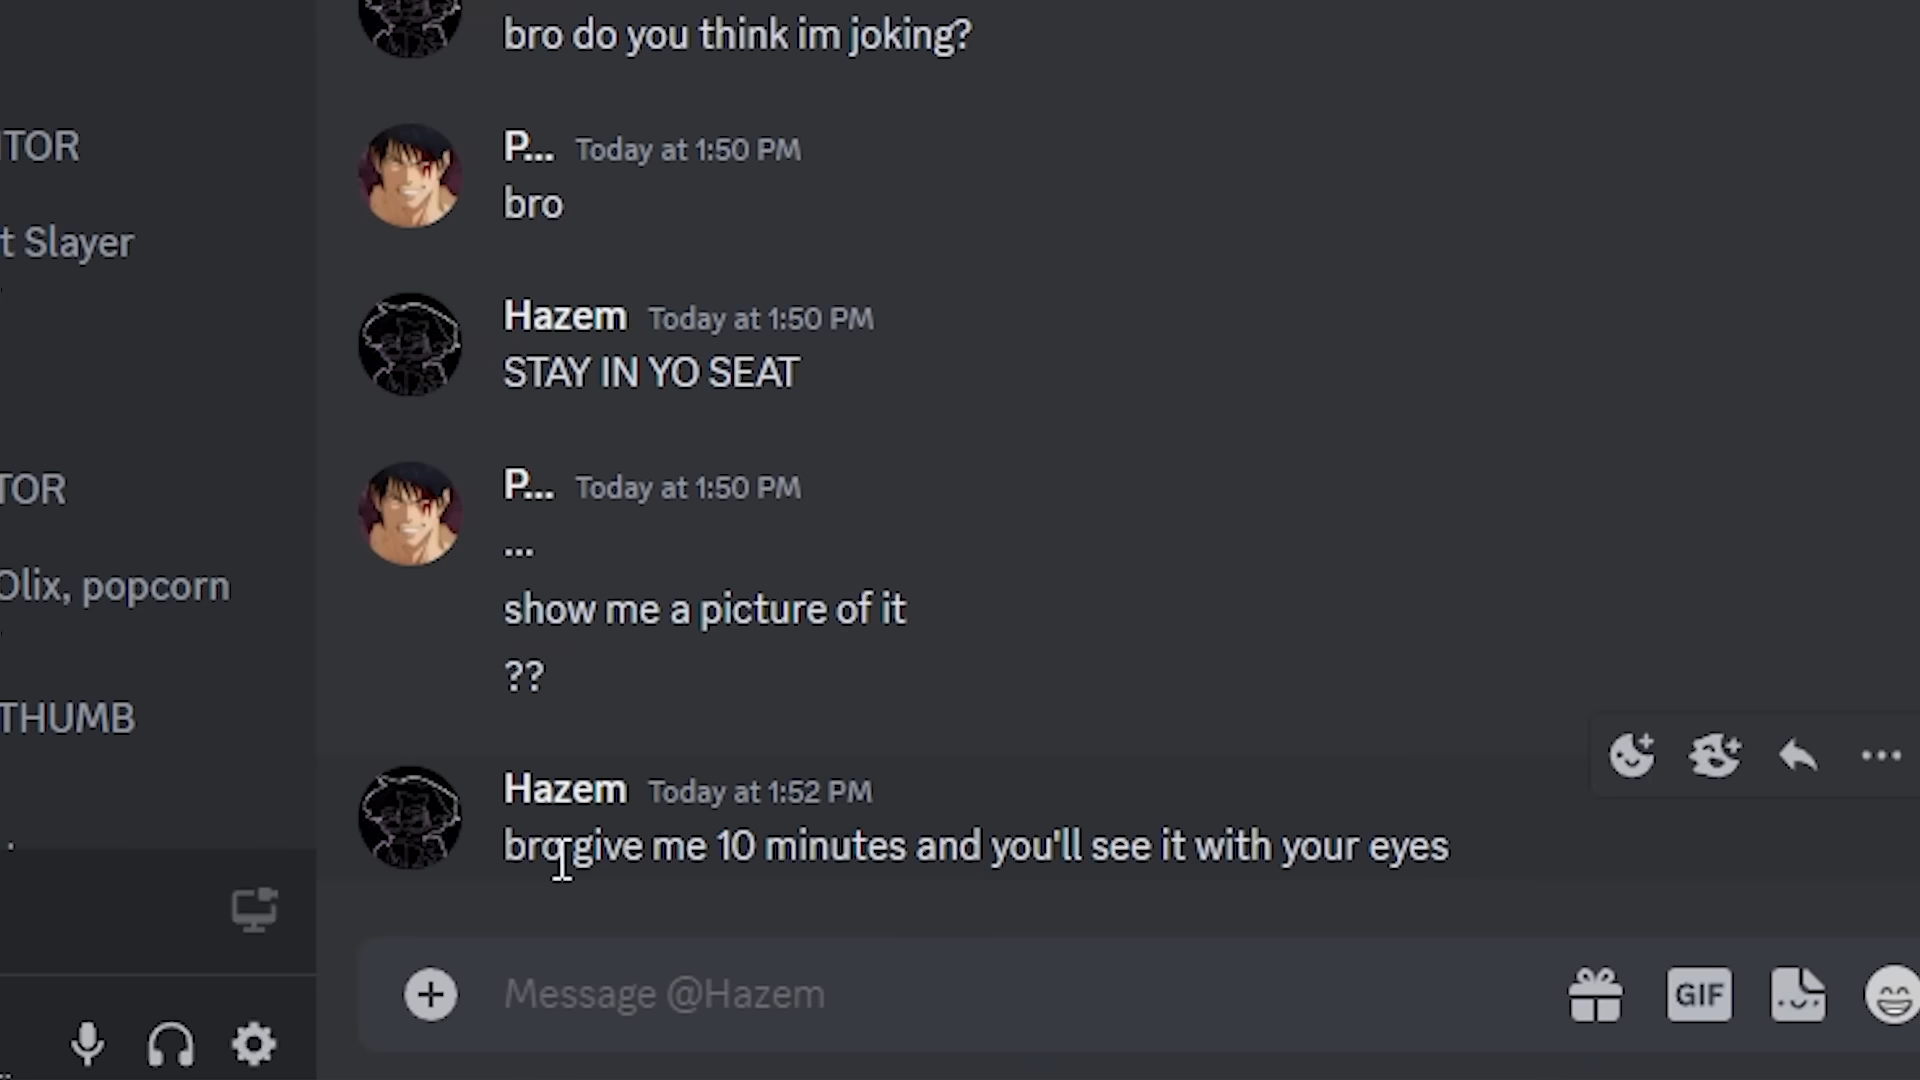 bro do you think im joking?
ITOR
P... Today at 1:50 PM
bro
t Slayer
Hazem Today at 1:50 PM
STAY IN YO SEAT
TOR
P... Today at 1:50 PM
...
Olix, popcorn
show me a picture of it
??
THUMB
Hazem Today at 1:52 PM
bro give me 10 minutes and you'll see it with your eyes
Message @Hazem
GIF